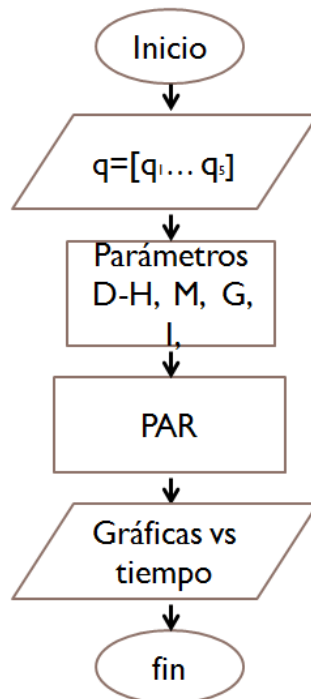 Inicio
q=[q₁... q₅]
Parámetros
D-H, M, G,
I,
PAR
Gráficas vs
tiempo
fin